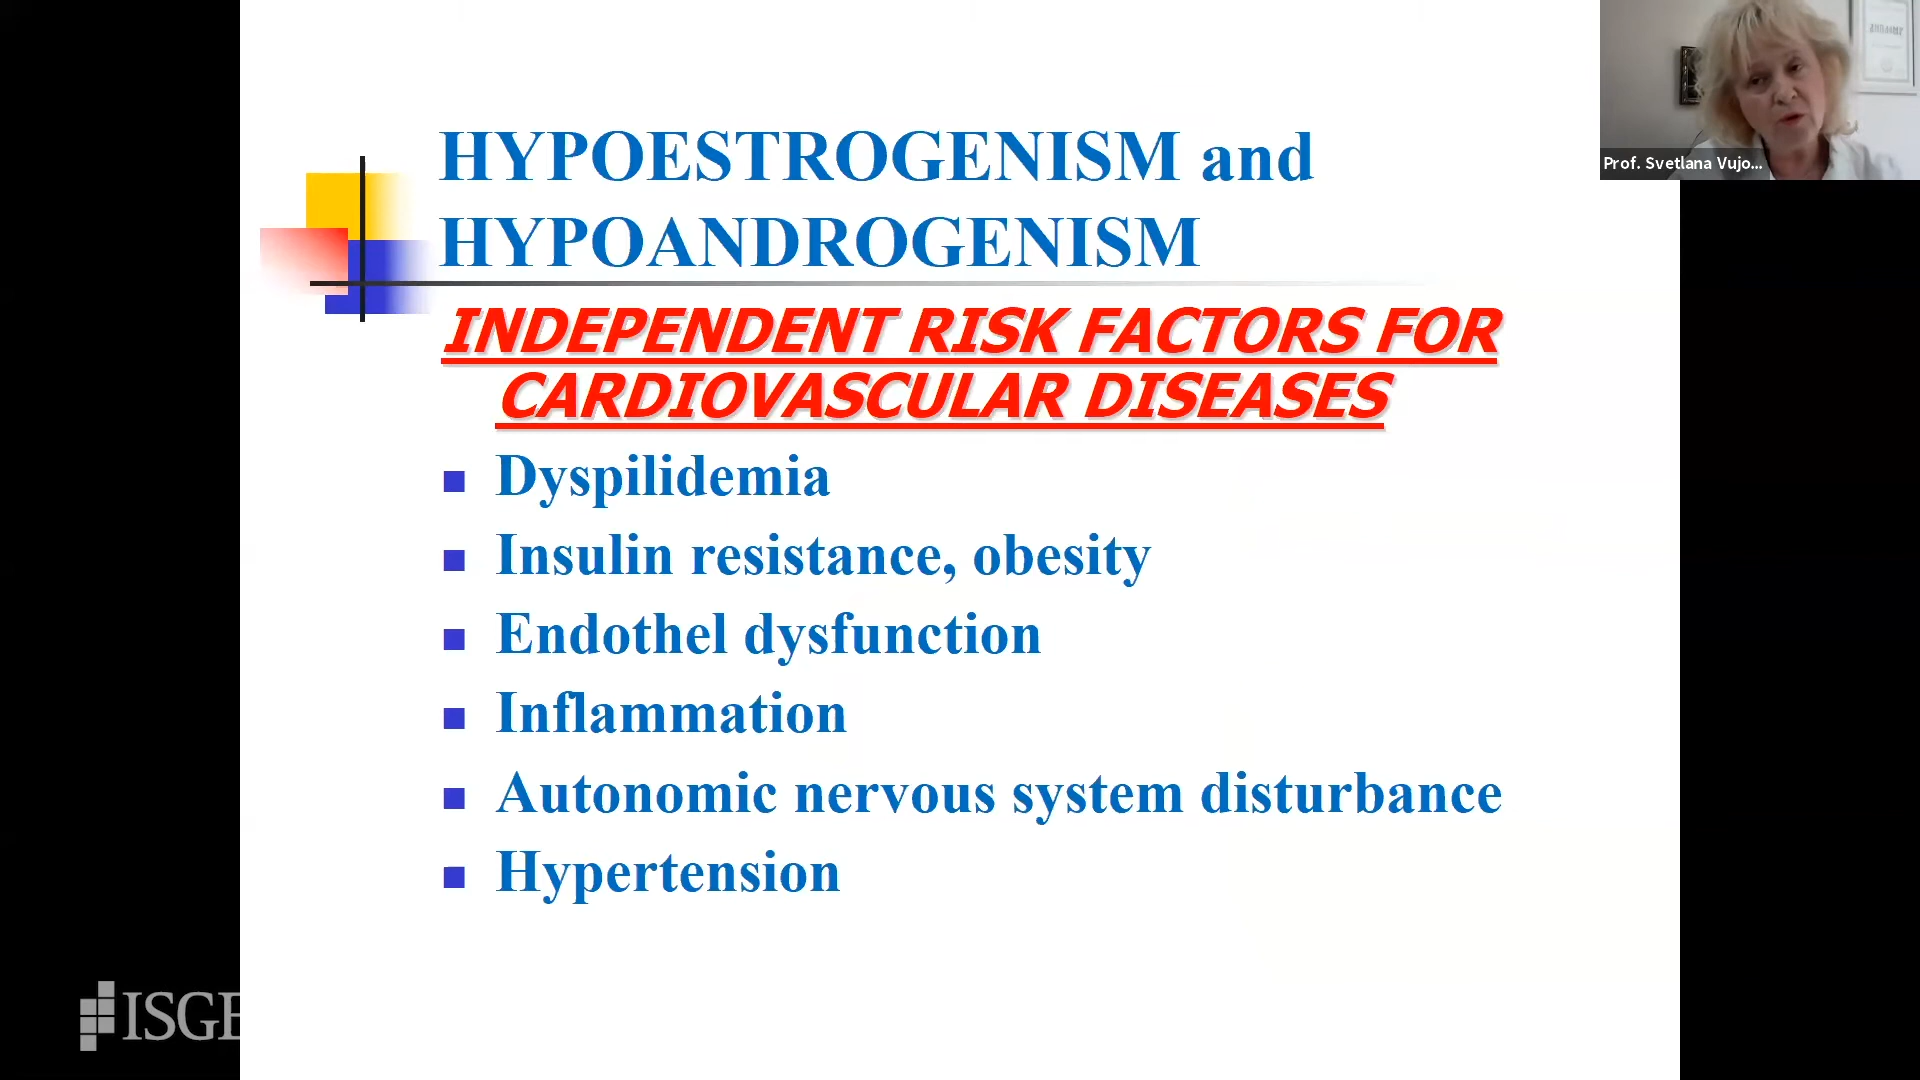 HYPOESTROGENISM and
HYPOANDROGENISM
INDEPENDENT RISK FACTORS FOR
CARDIOVASCULAR DISEASES
Dyspilidemia
Insulin resistance, obesity
Endothel dysfunction
Inflammation
Autonomic nervous system disturbance
Hypertension
Prof. Svetlana Vujo...
ISGE